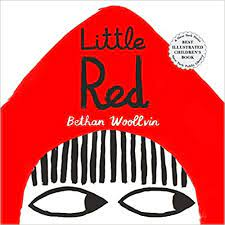 Little
Red
Bethan Woollvin
BEST
ILLUSTRATED
CHILDREN'S
BOOK